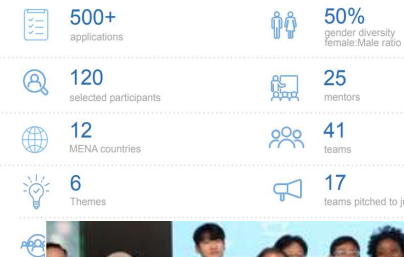 500+
applications
50%
gender diversity
female:Male ratio
120
selected participants
25
mentors
12
MENA countries
41
teams
6
Themes
17
teams pitched to